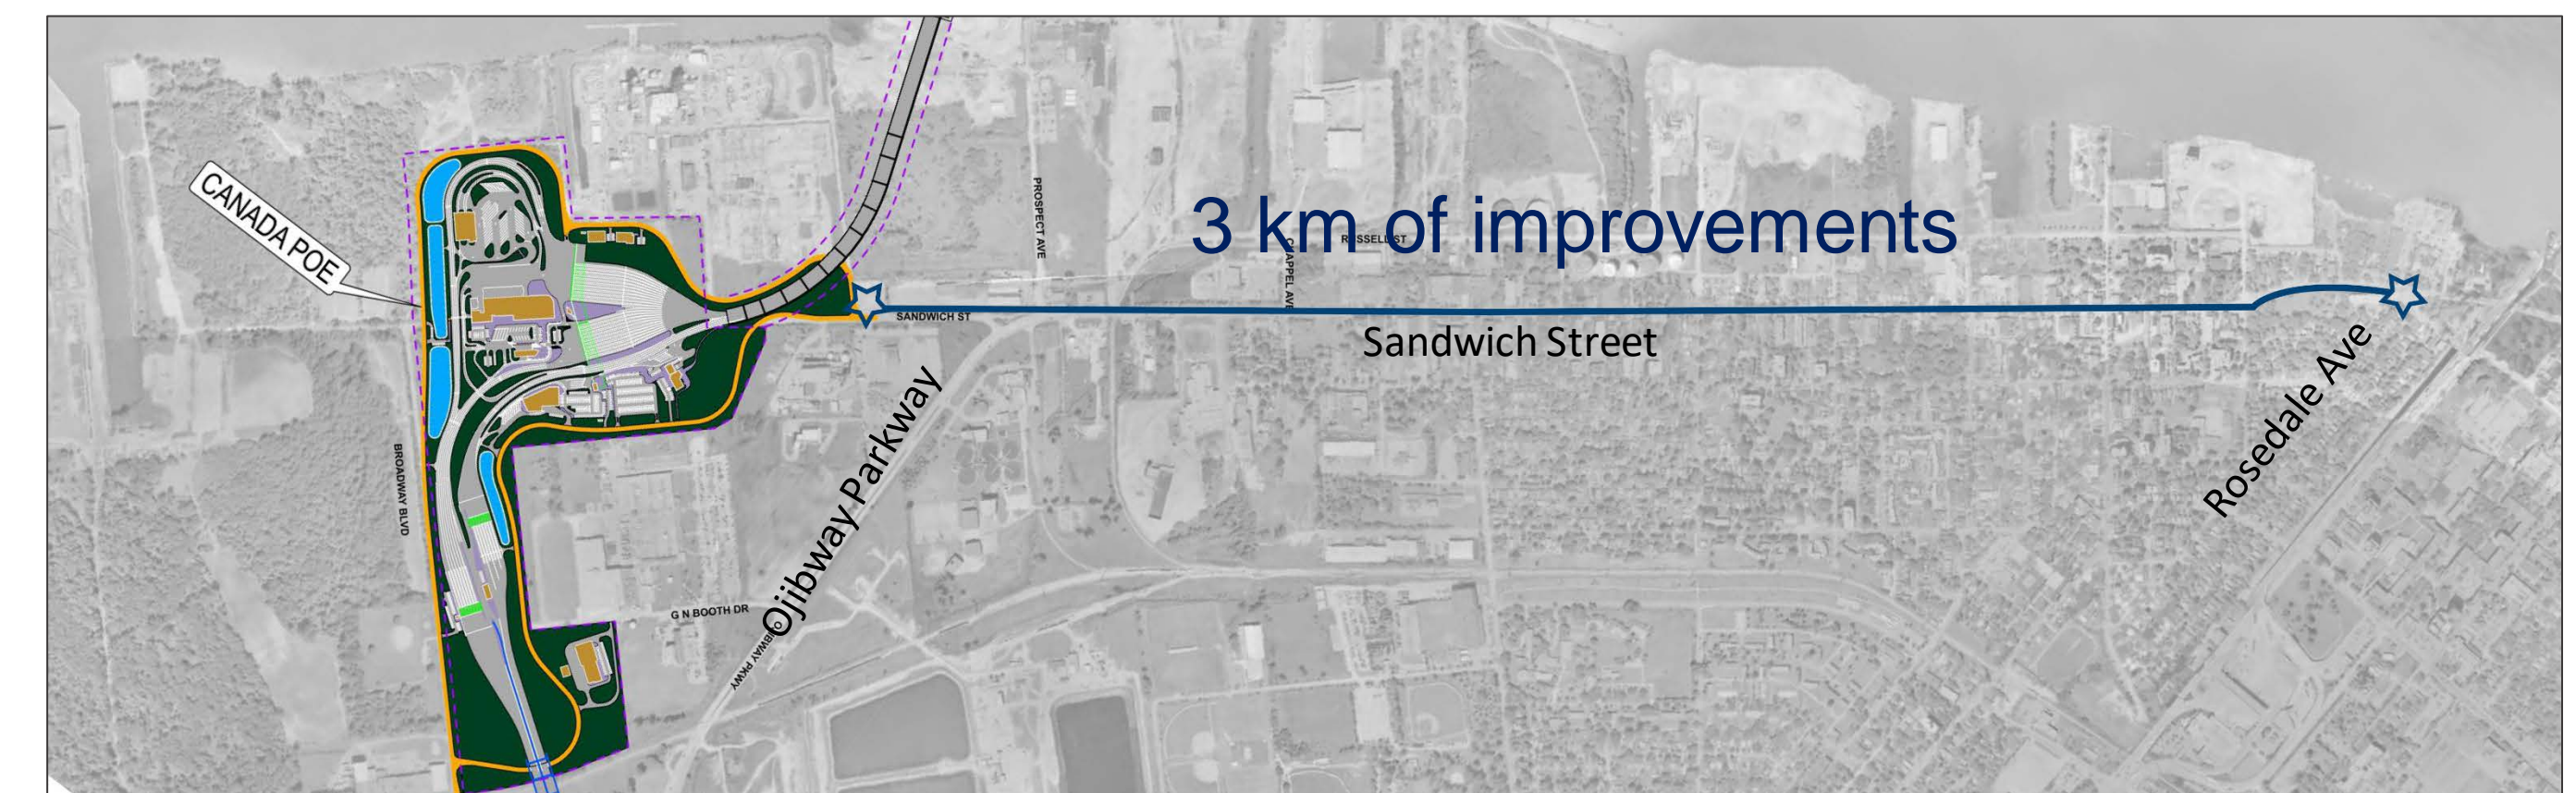 CANADA POE
PROSPECT AVE
3 km of improvements
RUSSELL ST
CHAPPEL AVE
SANDWICH ST
Sandwich Street
Ojibway Parkway
Rosedale Ave
BROADWAY BLVD
G N BOOTH DR
OJIBWAY PKWY